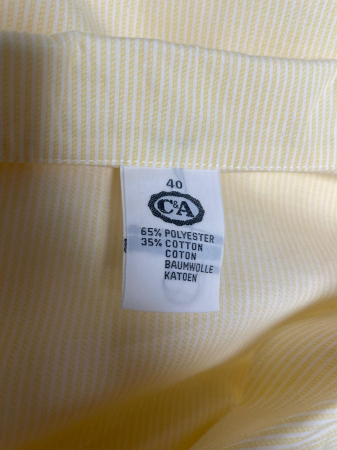 40
C&A
65% POLYESTER
35% COTTON
COTON
BAUMWOLLE
KATOEN